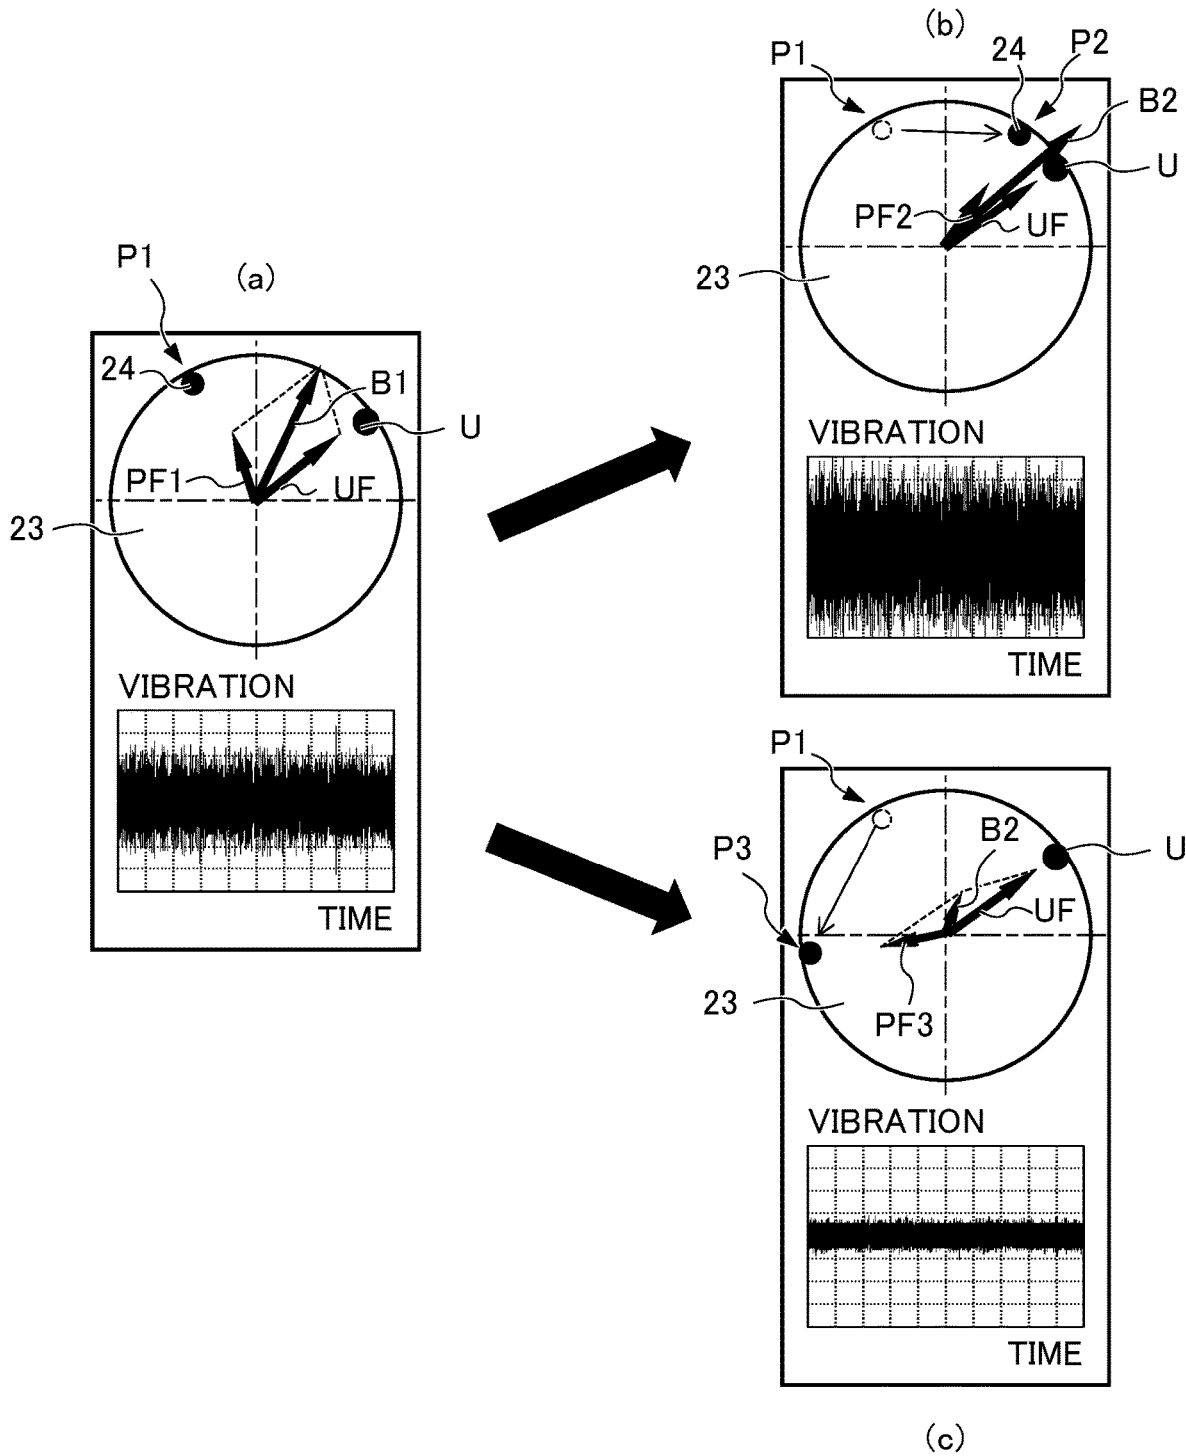 (a)
P1
24
B1
U
PF1
UF
23
VIBRATION
TIME
(b)
P1
24
P2
B2
U
PF2
UF
23
VIBRATION
TIME
P1
B2
U
P3
UF
23
PF3
VIBRATION
TIME
(c)